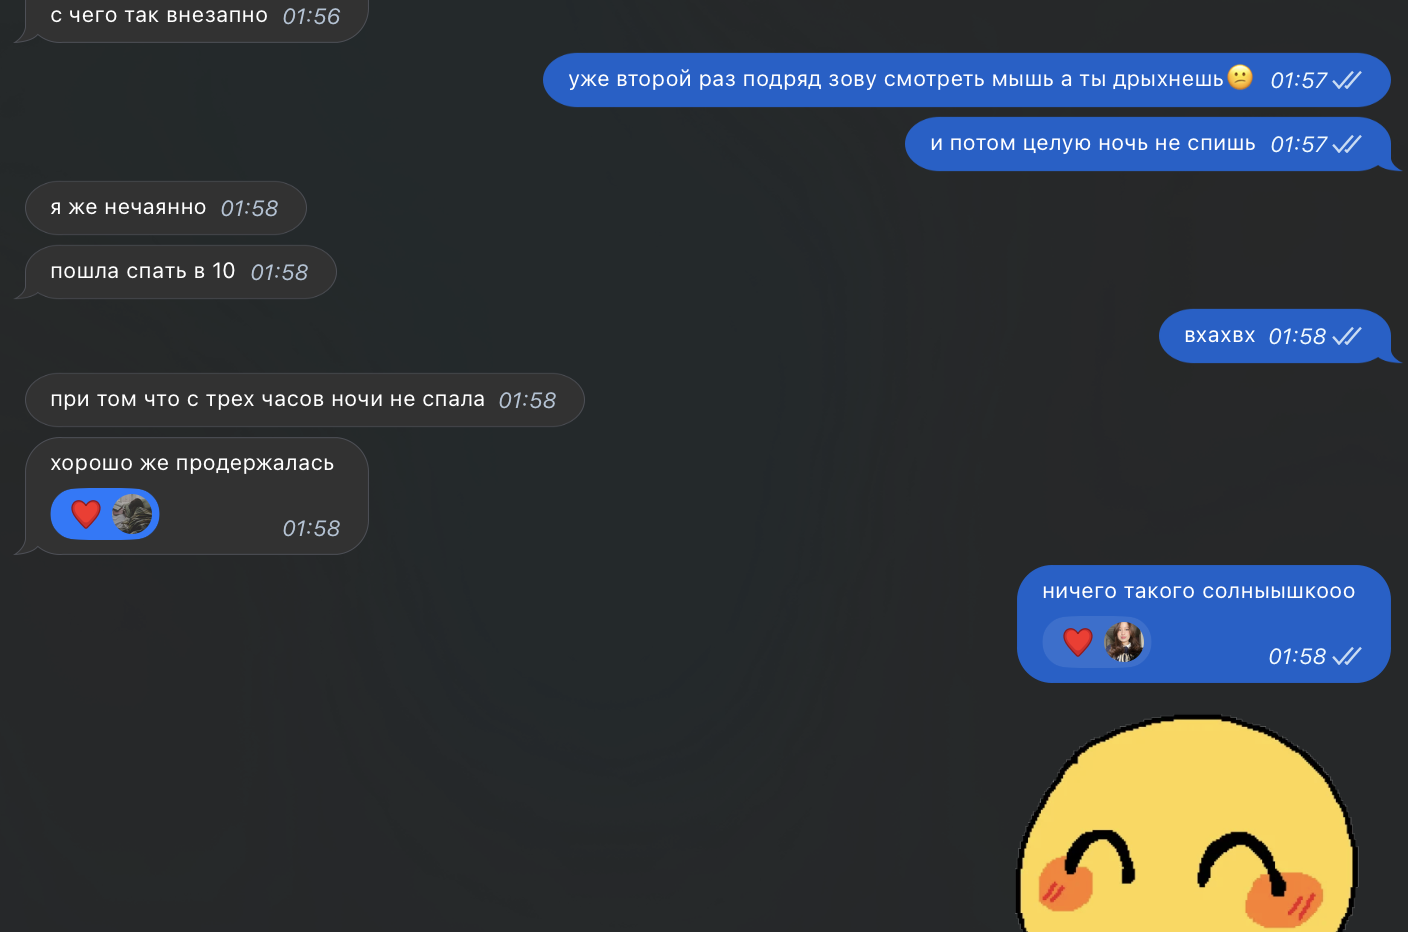 с чего так внезапно 01:56
уже второй раз подряд зову смотреть мышь а ты дрыхнешь😕 01:57
и потом целую ночь не спишь 01:57
я же нечаянно 01:58
пошла спать в 10 01:58
вхахвх 01:58
при том что с трех часов ночи не спала 01:58
хорошо же продержалась
❤️ 01:58
ничего такого солныышкооо
❤️ 01:58